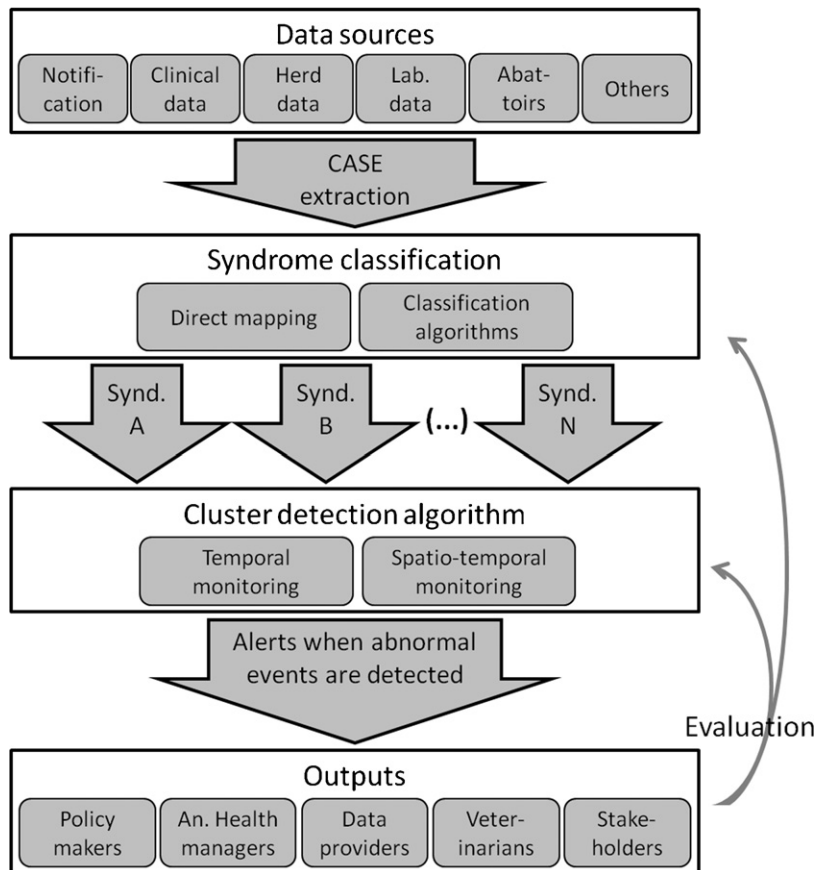 Data sources
Notifi-
cation
Clinical
data
Herd
data
Lab.
data
Abat-
toirs
Others
CASE
extraction
Syndrome classification
Direct mapping
Classification
algorithms
Synd.
A
Synd.
B
(...)
Synd.
N
Cluster detection algorithm
Temporal
monitoring
Spatio-temporal
monitoring
Alerts when abnormal
events are detected
Evaluation
Outputs
Policy
makers
An. Health
managers
Data
providers
Veter-
inarians
Stake-
holders